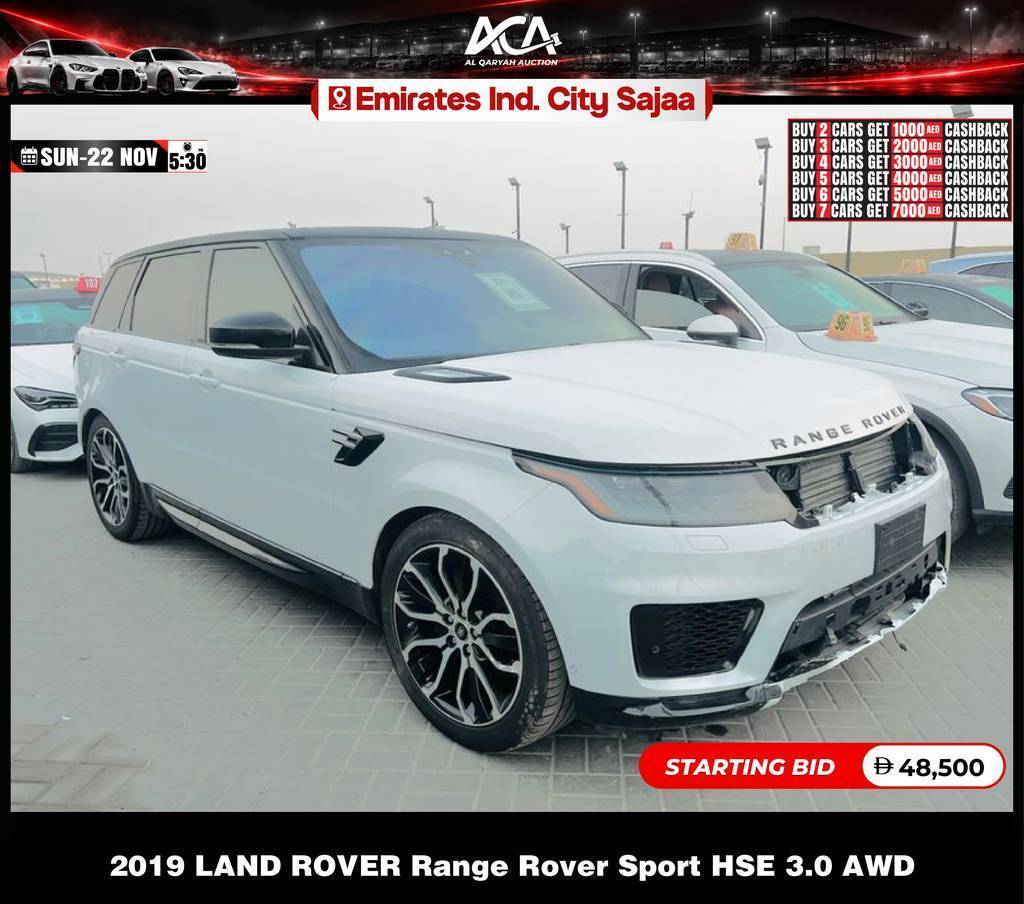 ACA
AL QARYAH AUCTION
Emirates Ind. City Sajaa
SUN-22 NOV 5:30
BUY 2 CARS GET 1000 AED CASHBACK
BUY 3 CARS GET 2000 AED CASHBACK
BUY 4 CARS GET 3000 AED CASHBACK
BUY 5 CARS GET 4000 AED CASHBACK
BUY 6 CARS GET 5000 AED CASHBACK
BUY 7 CARS GET 7000 AED CASHBACK
97
96
RANGE ROVER
STARTING BID 48,500
2019 LAND ROVER Range Rover Sport HSE 3.0 AWD